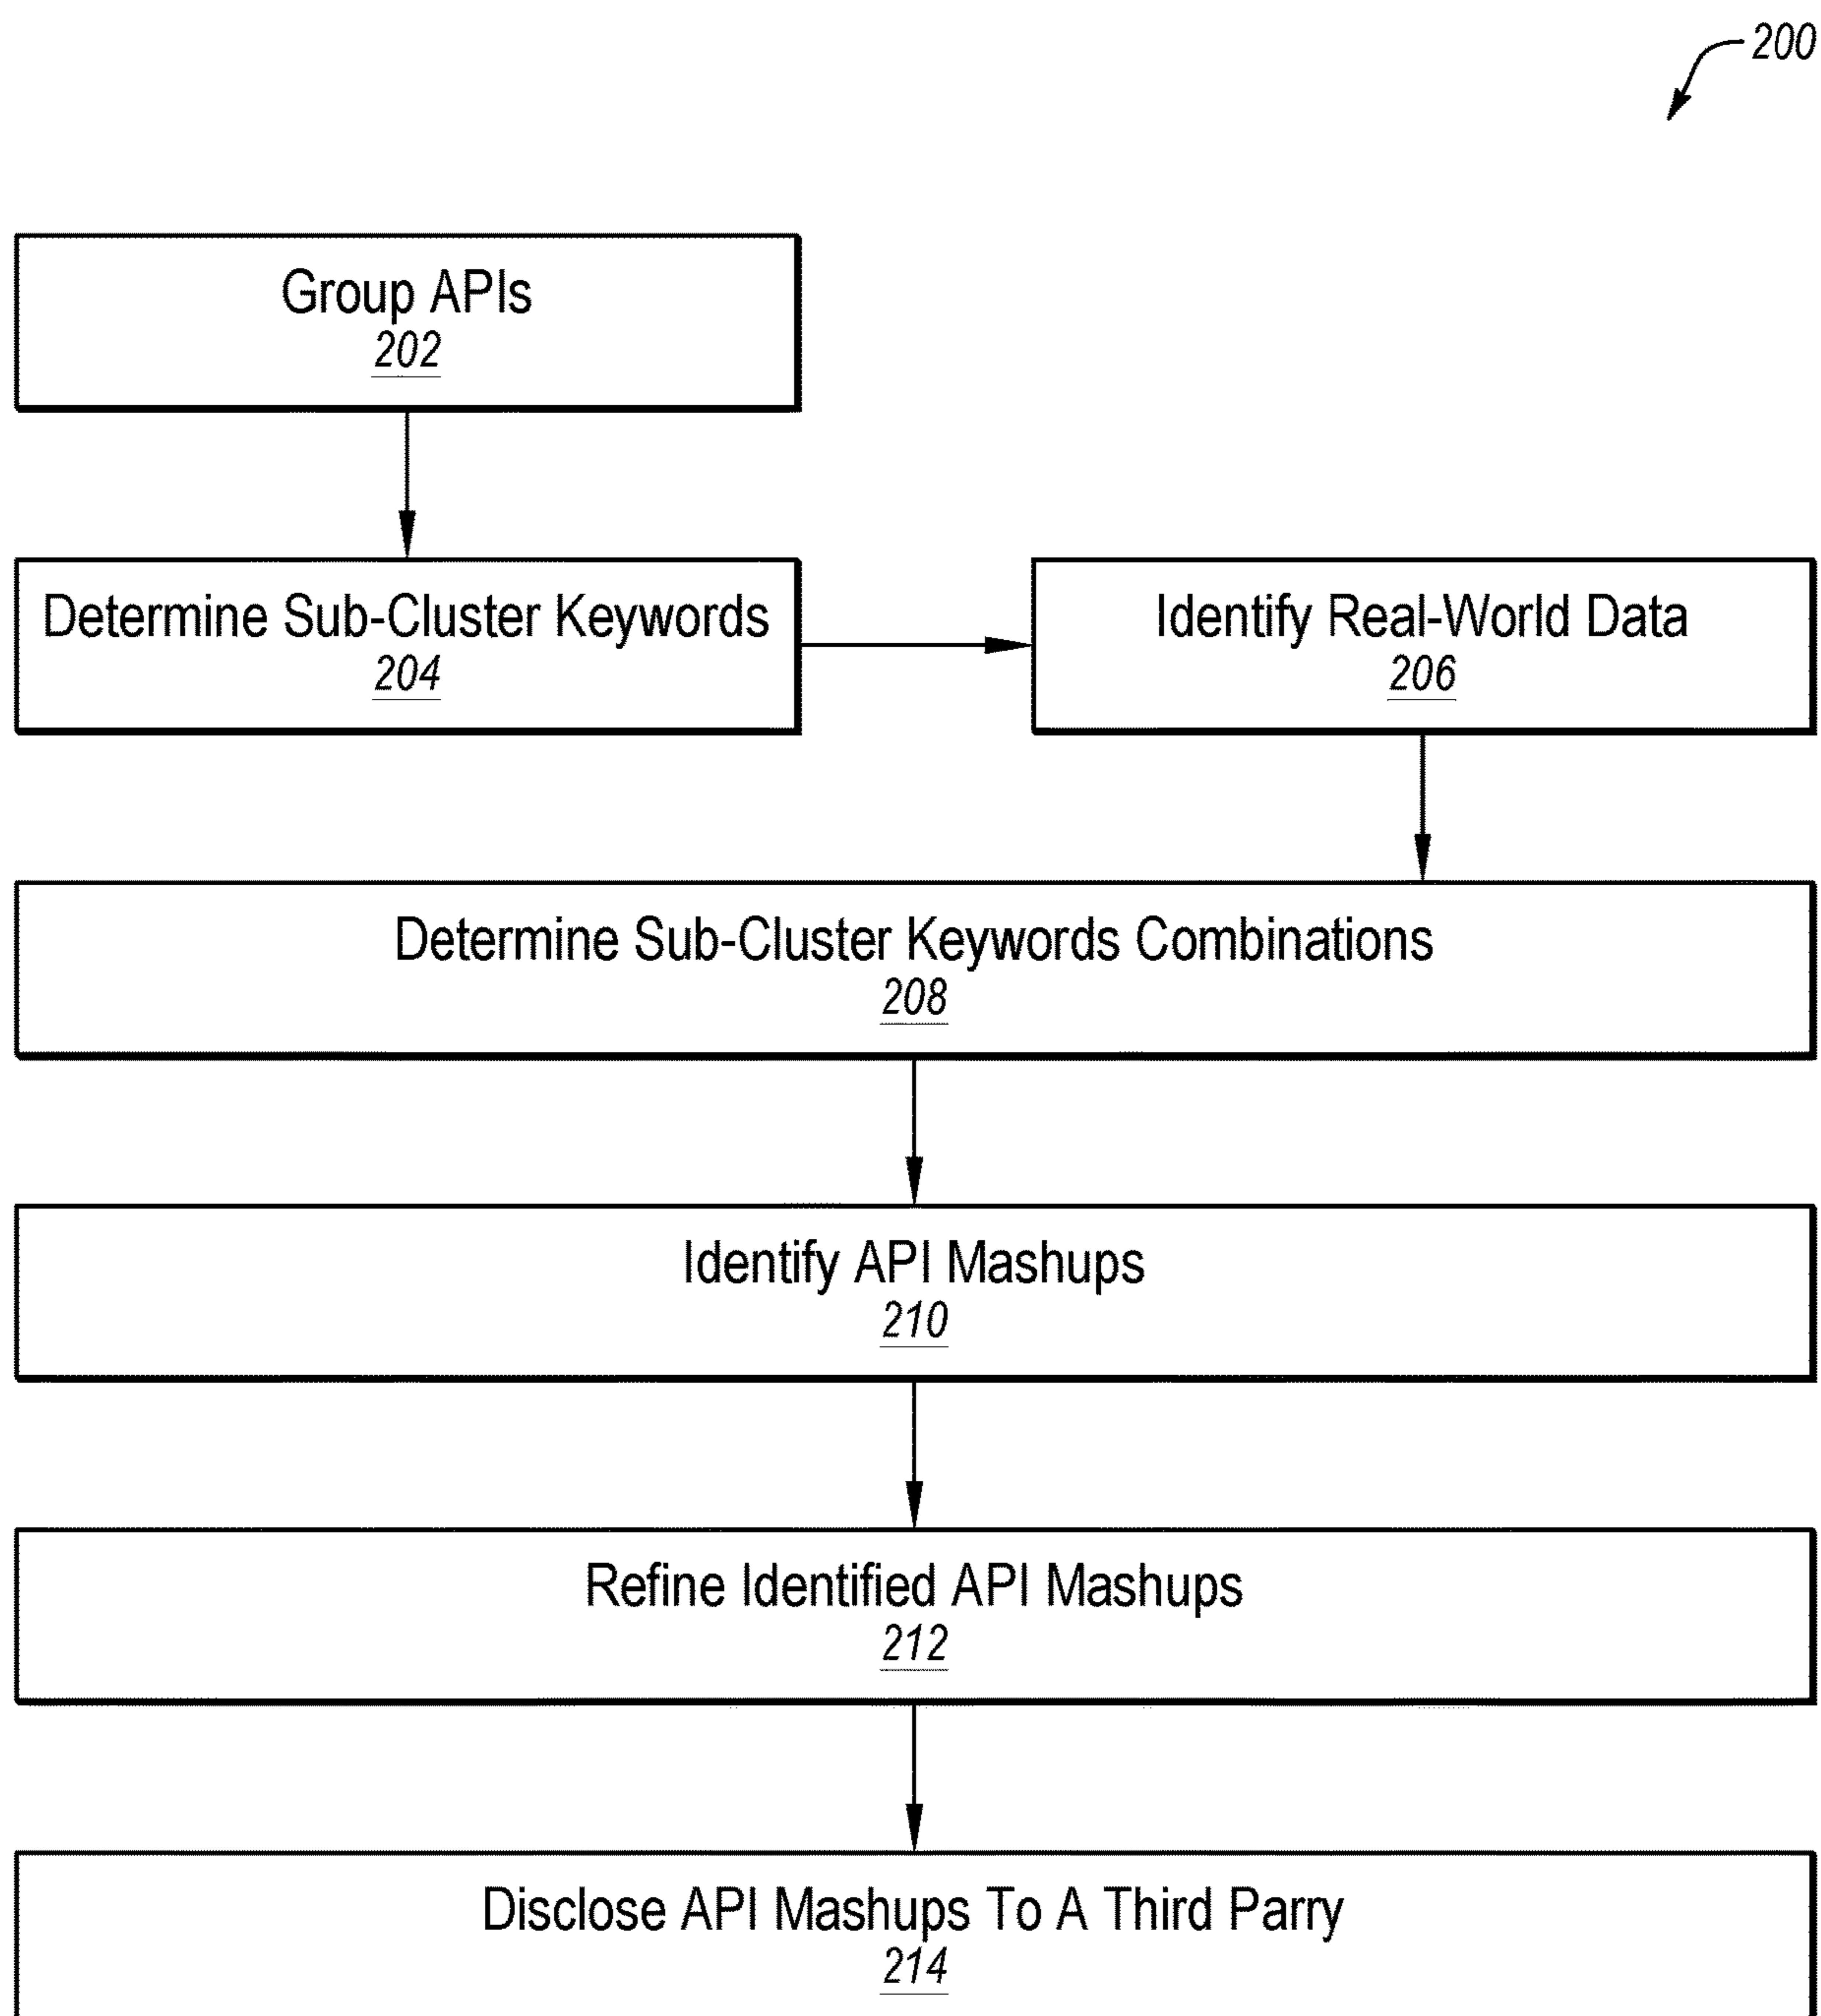 200
Group APIs
202
Determine Sub-Cluster Keywords
204
Identify Real-World Data
206
Determine Sub-Cluster Keywords Combinations
208
Identify API Mashups
210
Refine Identified API Mashups
212
Disclose API Mashups To A Third Parry
214